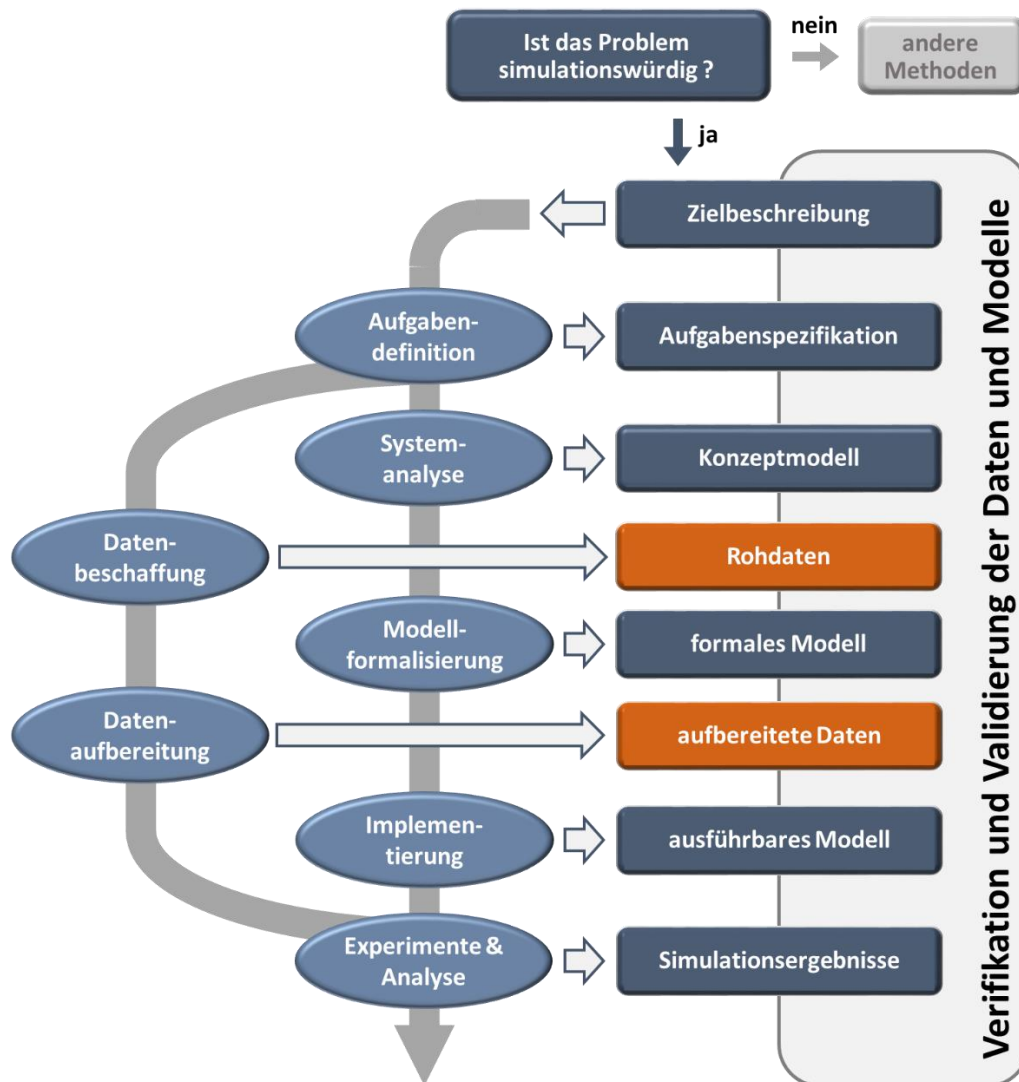 Ist das Problem
simulationswürdig ?
nein
andere
Methoden
ja
Zielbeschreibung
Aufgaben-
definition
Aufgabenspezifikation
System-
analyse
Konzeptmodell
Daten-
beschaffung
Rohdaten
Modell-
formalisierung
formales Modell
Daten-
aufbereitung
aufbereitete Daten
Implemen-
tierung
ausführbares Modell
Experimente &
Analyse
Simulationsergebnisse
Verifikation und Validierung der Daten und Modelle